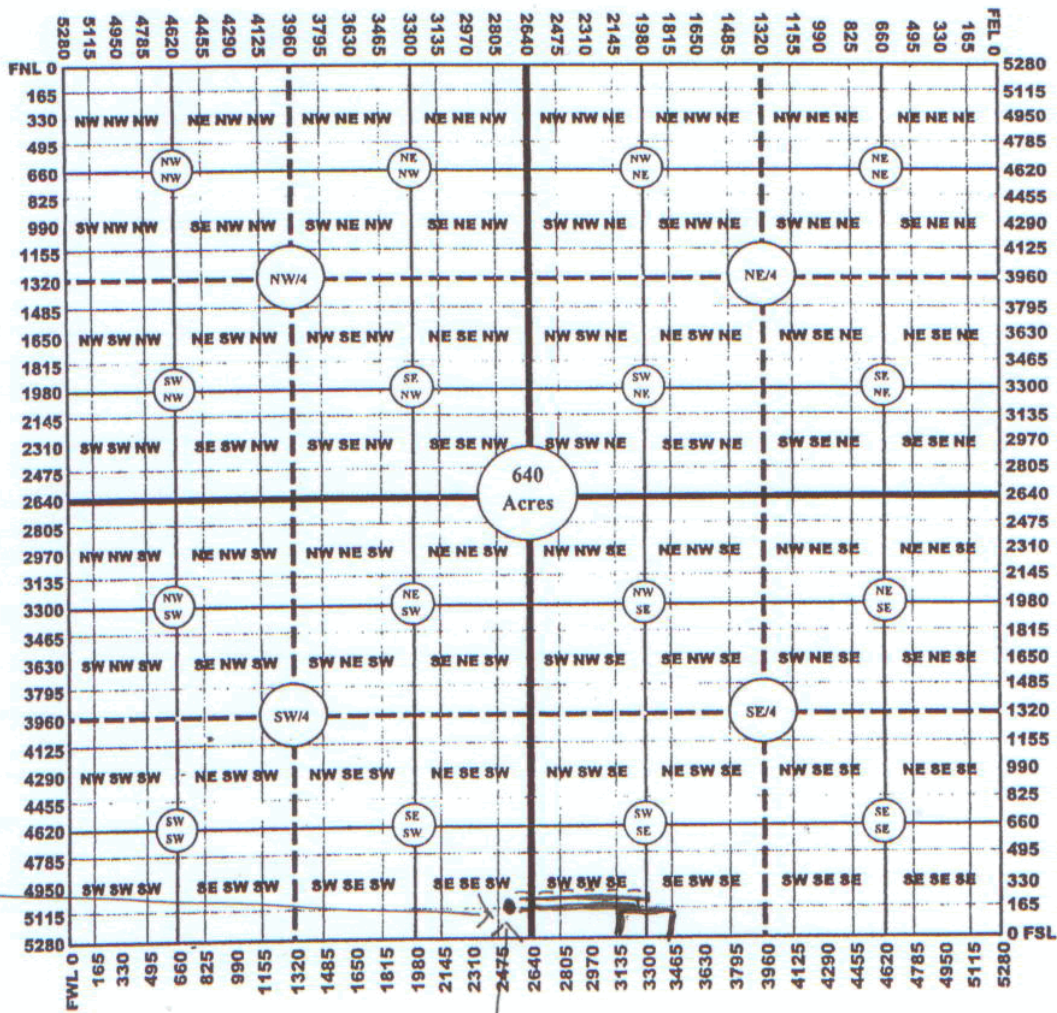 5280 5115 4950 4785 4620 4455 4290 4125 3960 3795 3630 3465 3300 3135 2970 2805 2640 2475 2310 2145 1980 1815 1650 1485 1320 1155 990 825 660 495 330 165 FEL 0
FNL 0 5280
165 5115
330 NW NW NW NE NW NW NW NE NW NE NE NW NW NW NE NE NW NE NW NE NE NE NE NE 4950
495 4785
NW NW NE NW NW NE NE NE
660 4620
825 4455
990 SW NW NW SE NW NW SW NE NW SE NE NW SW NW NE SE NW NE SW NE NE SE NE NE 4290
1155 4125
1320 NW/4 NE/4 3960
1485 3795
1650 NW SW NW NE SW NW NW SE NW NE SE NW NW SW NE NE SW NE NW SE NE NE SE NE 3630
1815 3465
SW NW SE NW SW NE SE NE
1980 3300
2145 3135
2310 SW SW NW SE SW NW SW SE NW SE SE NW SW SW NE SE SW NE SW SE NE SE SE NE 2970
2475 2805
640
Acres
2640 2640
2805 2475
2970 NW NW SW NE NW SW NW NE SW NE NE SW NW NW SE NE NW SE NW NE SE NE NE SE 2310
3135 2145
NW SW NE SW NW SE NE SE
3300 1980
3465 1815
3630 SW NW SW SE NW SW SW NE SW SE NE SW SW NW SE SE NW SE SW NE SE SE NE SE 1650
3795 1485
3960 SW/4 SE/4 1320
4125 1155
4290 NW SW SW NE SW SW NW SE SW NE SE SW NW SW SE NE SW SE NW SE SE NE SE SE 990
4455 825
SW SW SE SW SW SE SE SE
4620 660
4785 495
4950 SW SW SW SE SW SW SW SE SW SE SE SW SW SW SE SE SW SE SW SE SE SE SE SE 330
5115 165
5280 0 FSL
FWL 0 165 330 495 660 825 990 1155 1320 1485 1650 1815 1980 2145 2310 2475 2640 2805 2970 3135 3300 3465 3630 3795 3960 4125 4290 4455 4620 4785 4950 5115 5280